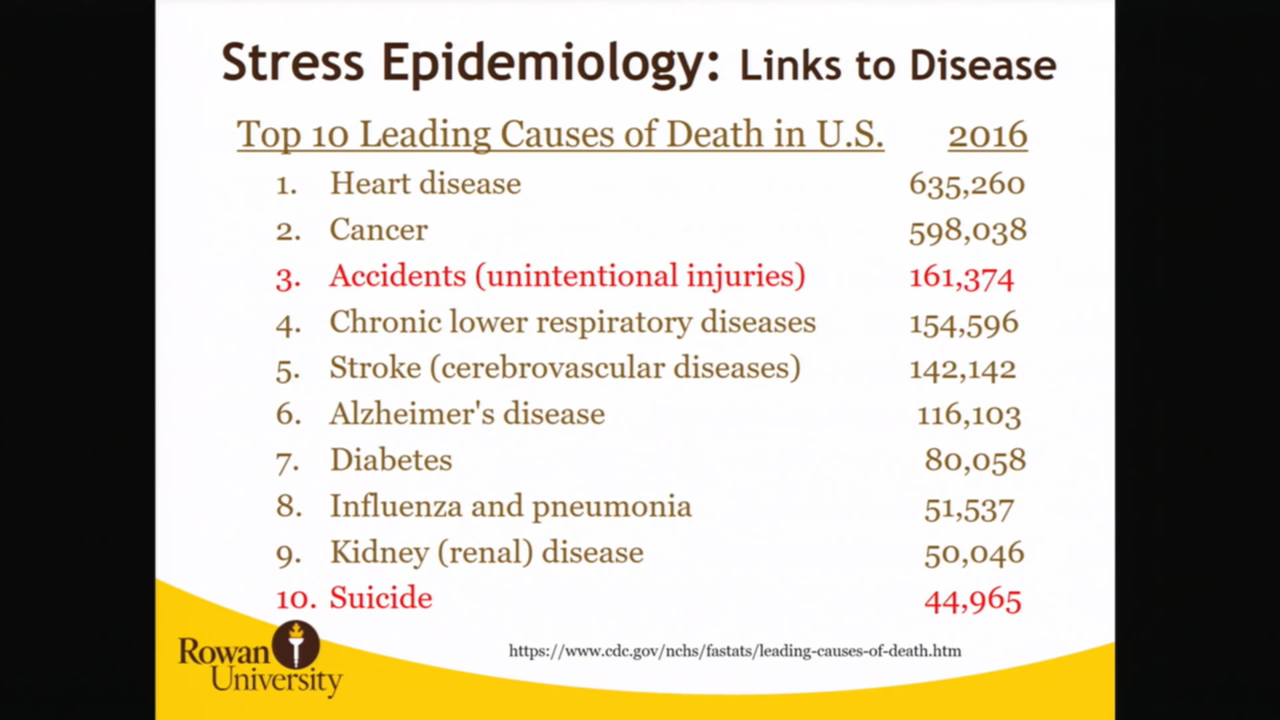 Stress Epidemiology: Links to Disease
Top 10 Leading Causes of Death in U.S. 2016
1. Heart disease 635,260
2. Cancer 598,038
3. Accidents (unintentional injuries) 161,374
4. Chronic lower respiratory diseases 154,596
5. Stroke (cerebrovascular diseases) 142,142
6. Alzheimer's disease 116,103
7. Diabetes 80,058
8. Influenza and pneumonia 51,537
9. Kidney (renal) disease 50,046
10. Suicide 44,965
https://www.cdc.gov/nchs/fastats/leading-causes-of-death.htm
Rowan
University